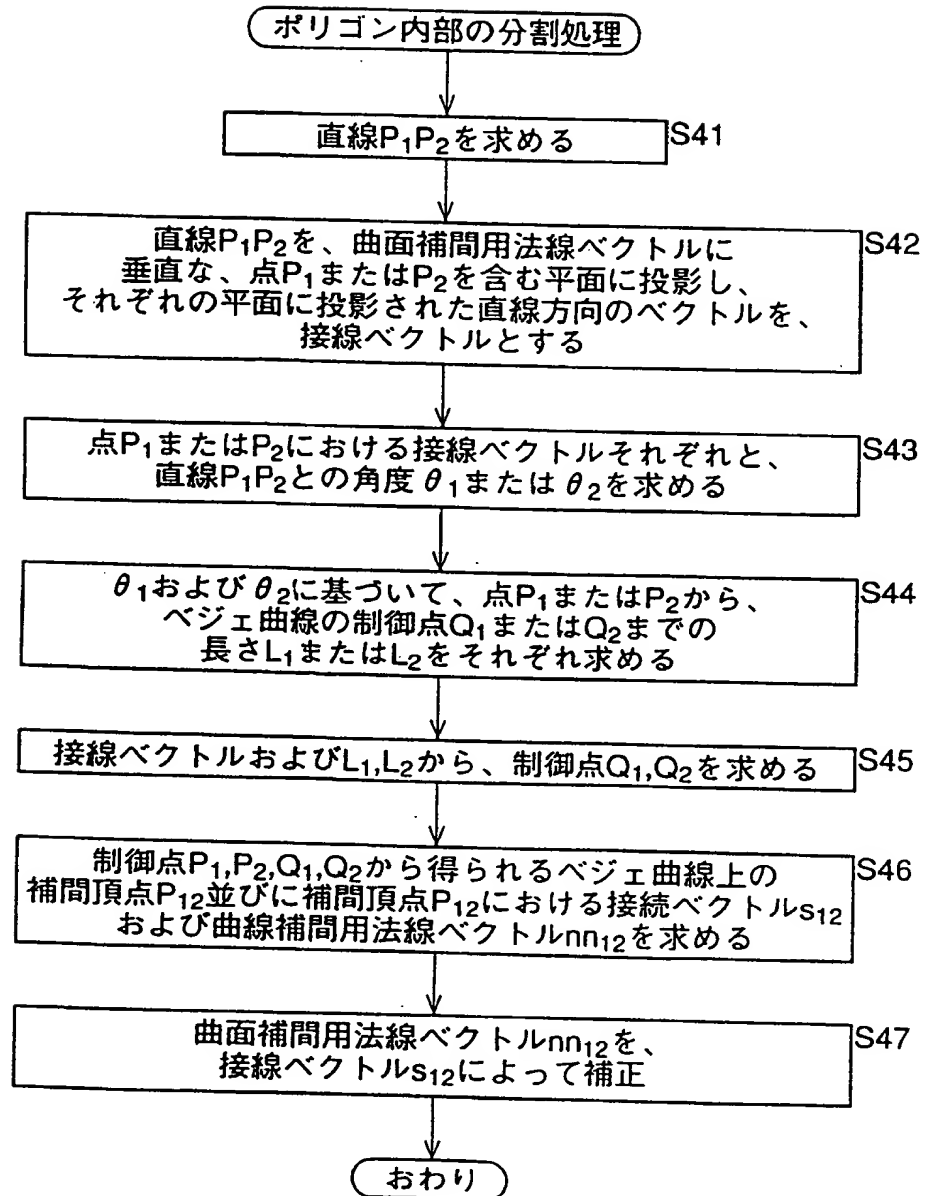 ポリゴン内部の分割処理
直線P₁P₂を求める
S41
直線P₁P₂を、曲面補間用法線ベクトルに
垂直な、点P₁またはP₂を含む平面に投影し、
それぞれの平面に投影された直線方向のベクトルを、
接線ベクトルとする
S42
点P₁またはP₂における接線ベクトルそれぞれと、
直線P₁P₂との角度θ₁またはθ₂を求める
S43
θ₁およびθ₂に基づいて、点P₁またはP₂から、
ベジェ曲線の制御点Q₁またはQ₂までの
長さL₁またはL₂をそれぞれ求める
S44
接線ベクトルおよびL₁,L₂から、制御点Q₁,Q₂を求める
S45
制御点P₁,P₂,Q₁,Q₂から得られるベジェ曲線上の
補間頂点P₁₂並びに補間頂点P₁₂における接続ベクトルs₁₂
および曲線補間用法線ベクトルnn₁₂を求める
S46
曲面補間用法線ベクトルnn₁₂を、
接線ベクトルs₁₂によって補正
S47
おわり